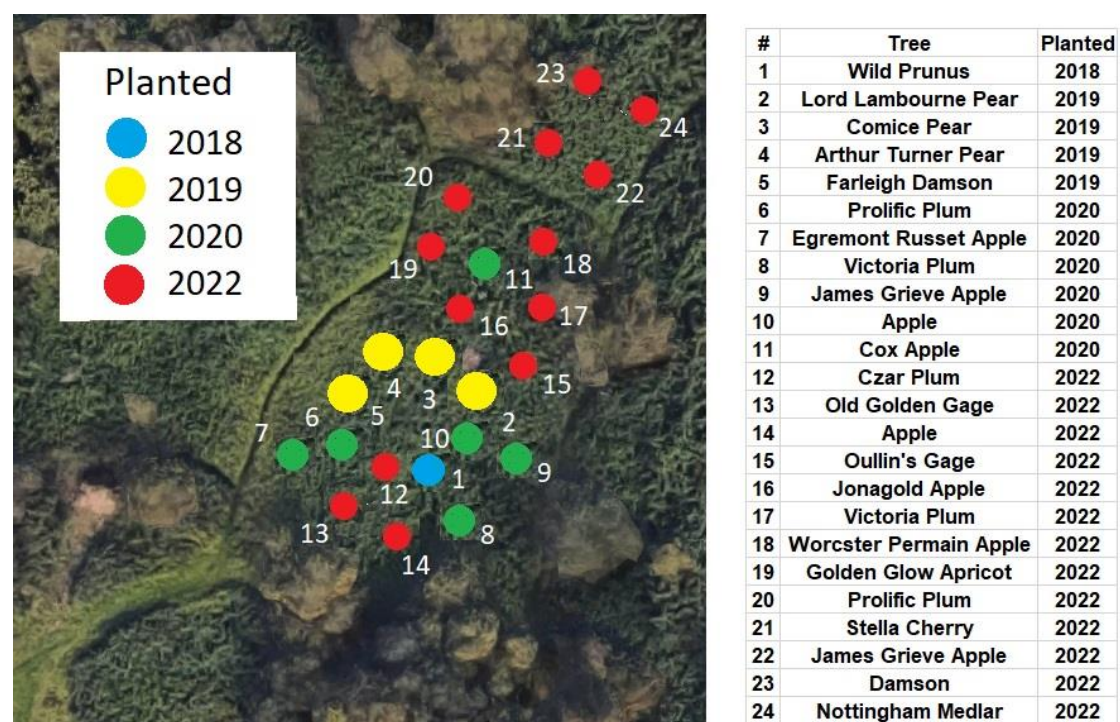 Planted
2018
2019
2020
2022
23
24
21
22
20
19
18
11
16
17
4
3
15
6
5
2
7
10
12
1
9
13
8
14
# Tree Planted
1 Wild Prunus 2018
2 Lord Lambourne Pear 2019
3 Comice Pear 2019
4 Arthur Turner Pear 2019
5 Farleigh Damson 2019
6 Prolific Plum 2020
7 Egremont Russet Apple 2020
8 Victoria Plum 2020
9 James Grieve Apple 2020
10 Apple 2020
11 Cox Apple 2020
12 Czar Plum 2022
13 Old Golden Gage 2022
14 Apple 2022
15 Oullin's Gage 2022
16 Jonagold Apple 2022
17 Victoria Plum 2022
18 Worcster Permain Apple 2022
19 Golden Glow Apricot 2022
20 Prolific Plum 2022
21 Stella Cherry 2022
22 James Grieve Apple 2022
23 Damson 2022
24 Nottingham Medlar 2022